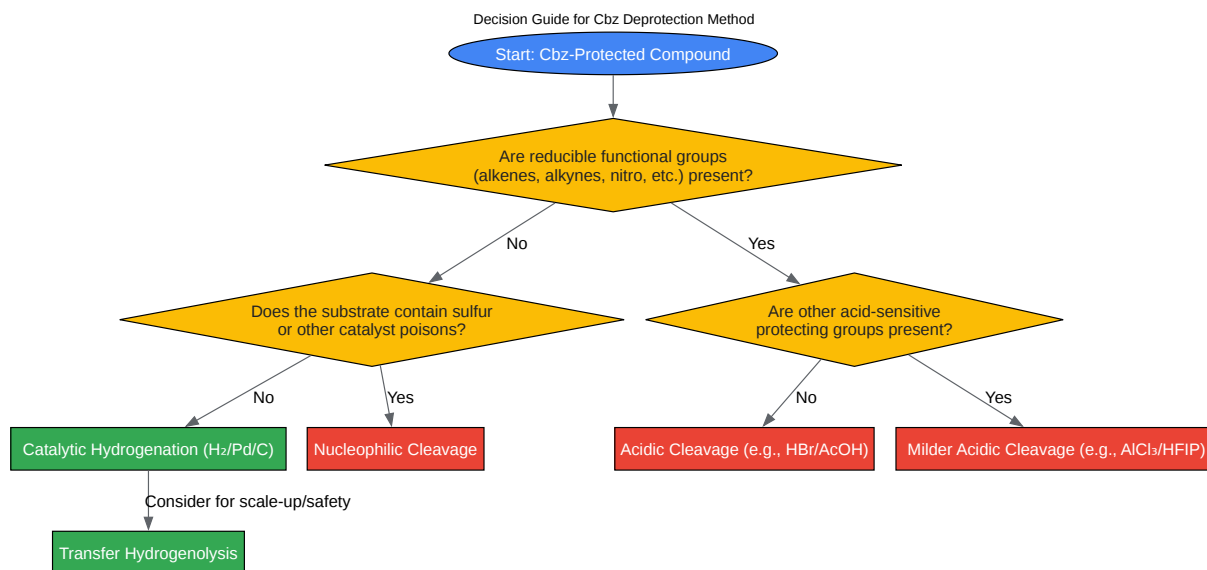 Decision Guide for Cbz Deprotection Method
Start: Cbz-Protected Compound
Are reducible functional groups
(alkenes, alkynes, nitro, etc.) present?
No
Yes
Does the substrate contain sulfur
or other catalyst poisons?
Are other acid-sensitive
protecting groups present?
No
Yes
No
Yes
Catalytic Hydrogenation (H₂/Pd/C)
Nucleophilic Cleavage
Acidic Cleavage (e.g., HBr/AcOH)
Milder Acidic Cleavage (e.g., AlCl₃/HFIP)
Consider for scale-up/safety
Transfer Hydrogenolysis